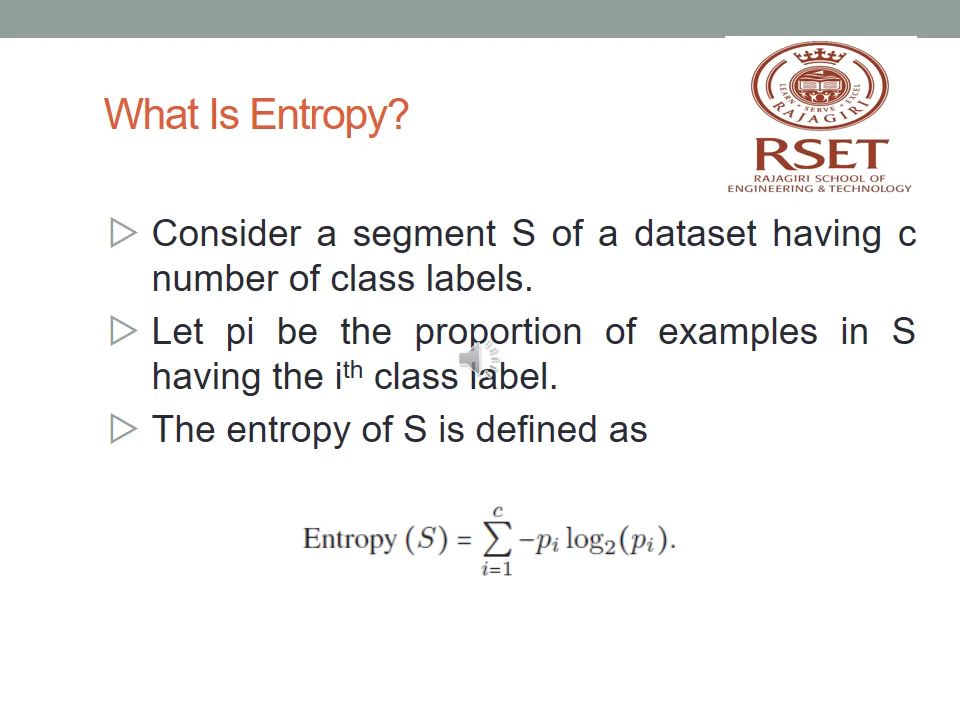 What Is Entropy?
LEARN • SERVE • EXCEL
RAJAGIRI
RSET
RAJAGIRI SCHOOL OF
ENGINEERING & TECHNOLOGY
Consider a segment S of a dataset having c
number of class labels.
Let pi be the proportion of examples in S
having the iᵗʰ class label.
The entropy of S is defined as
Entropy (S) = ∑_{i=1}^{c} −p_i log₂(p_i).